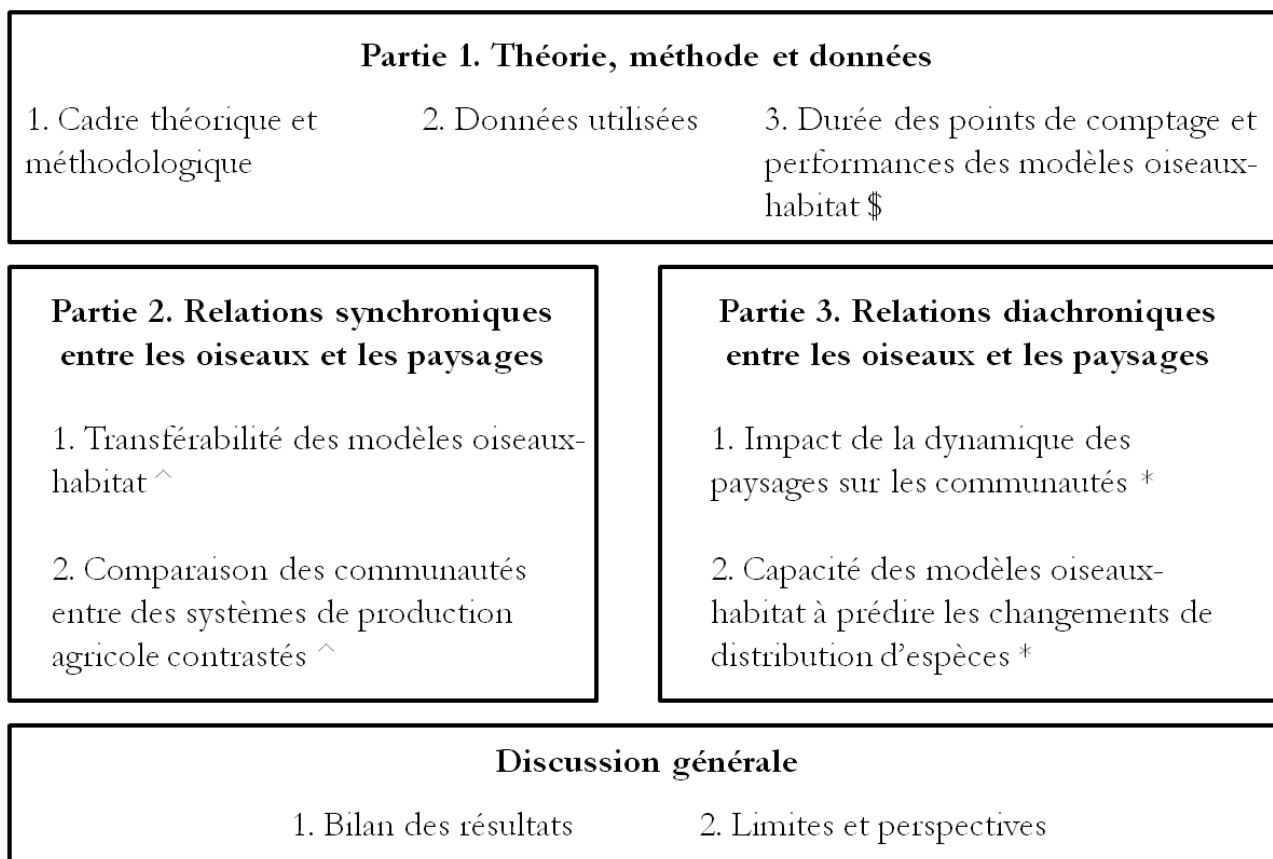 Partie 1. Théorie, méthode et données
1. Cadre théorique et
méthodologique
2. Données utilisées
3. Durée des points de comptage et
performances des modèles oiseaux-
habitat $
Partie 2. Relations synchroniques
entre les oiseaux et les paysages
1. Transférabilité des modèles oiseaux-
habitat ^
2. Comparaison des communautés
entre des systèmes de production
agricole contrastés ^
Partie 3. Relations diachroniques
entre les oiseaux et les paysages
1. Impact de la dynamique des
paysages sur les communautés *
2. Capacité des modèles oiseaux-
habitat à prédire les changements de
distribution d'espèces *
Discussion générale
1. Bilan des résultats
2. Limites et perspectives